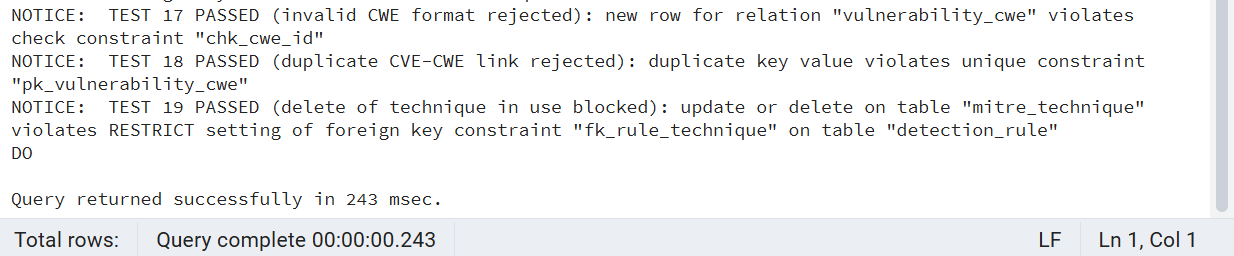 NOTICE:  TEST 17 PASSED (invalid CWE format rejected): new row for relation "vulnerability_cwe" violates
check constraint "chk_cwe_id"
NOTICE:  TEST 18 PASSED (duplicate CVE-CWE link rejected): duplicate key value violates unique constraint
"pk_vulnerability_cwe"
NOTICE:  TEST 19 PASSED (delete of technique in use blocked): update or delete on table "mitre_technique"
violates RESTRICT setting of foreign key constraint "fk_rule_technique" on table "detection_rule"
DO
Query returned successfully in 243 msec.
Total rows: Query complete 00:00:00.243 LF Ln 1, Col 1